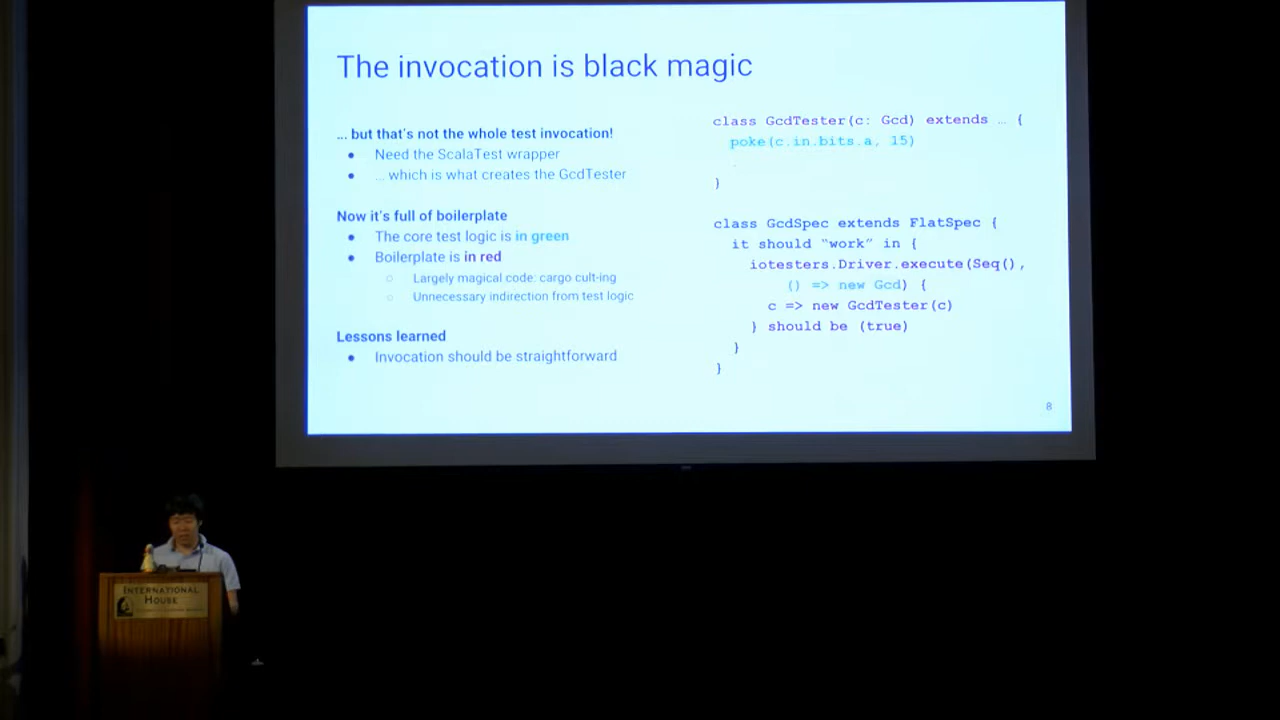 The invocation is black magic
... but that's not the whole test invocation!
● Need the ScalaTest wrapper
● ... which is what creates the GcdTester
Now it's full of boilerplate
● The core test logic is in green
● Boilerplate is in red
○ Largely magical code: cargo cult-ing
○ Unnecessary indirection from test logic
Lessons learned
● Invocation should be straightforward
class GcdTester(c: Gcd) extends … {
poke(c.in.bits.a, 15)
}
class GcdSpec extends FlatSpec {
it should “work” in {
iotesters.Driver.execute(Seq(),
() => new Gcd) {
c => new GcdTester(c)
} should be (true)
}
}
8
INTERNATIONAL
HOUSE